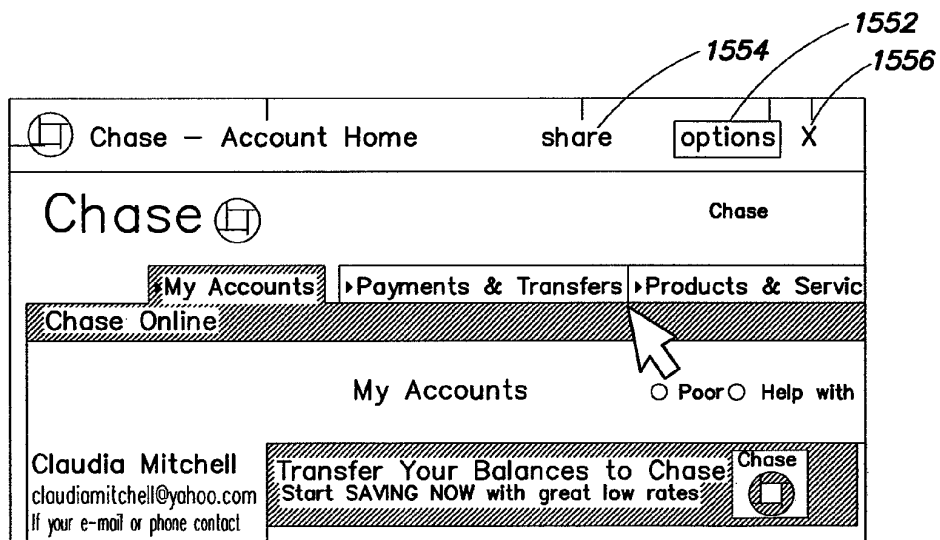 1552
1554
1556
Chase – Account Home share options X
Chase Chase
My Accounts Payments & Transfers Products & Servic
Chase Online
My Accounts Poor Help with
Claudia Mitchell
claudiamitchell@yahoo.com
If your e-mail or phone contact
Transfer Your Balances to Chase
Start SAVING NOW with great low rates
Chase